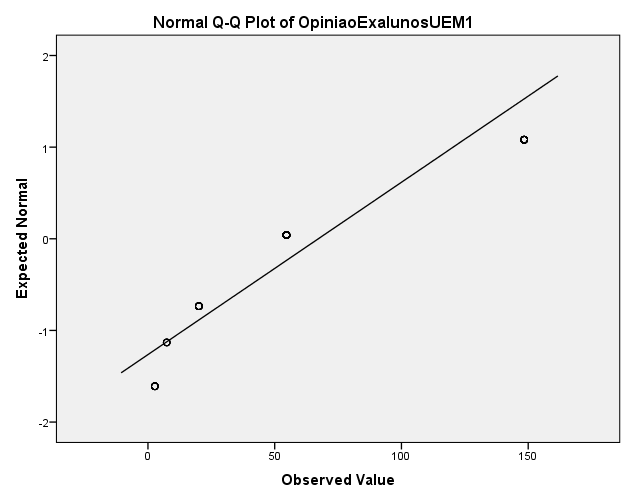 Normal Q-Q Plot of OpiniaoExalunosUEM1
2
1
0
-1
-2
Expected Normal
0 50 100 150
Observed Value